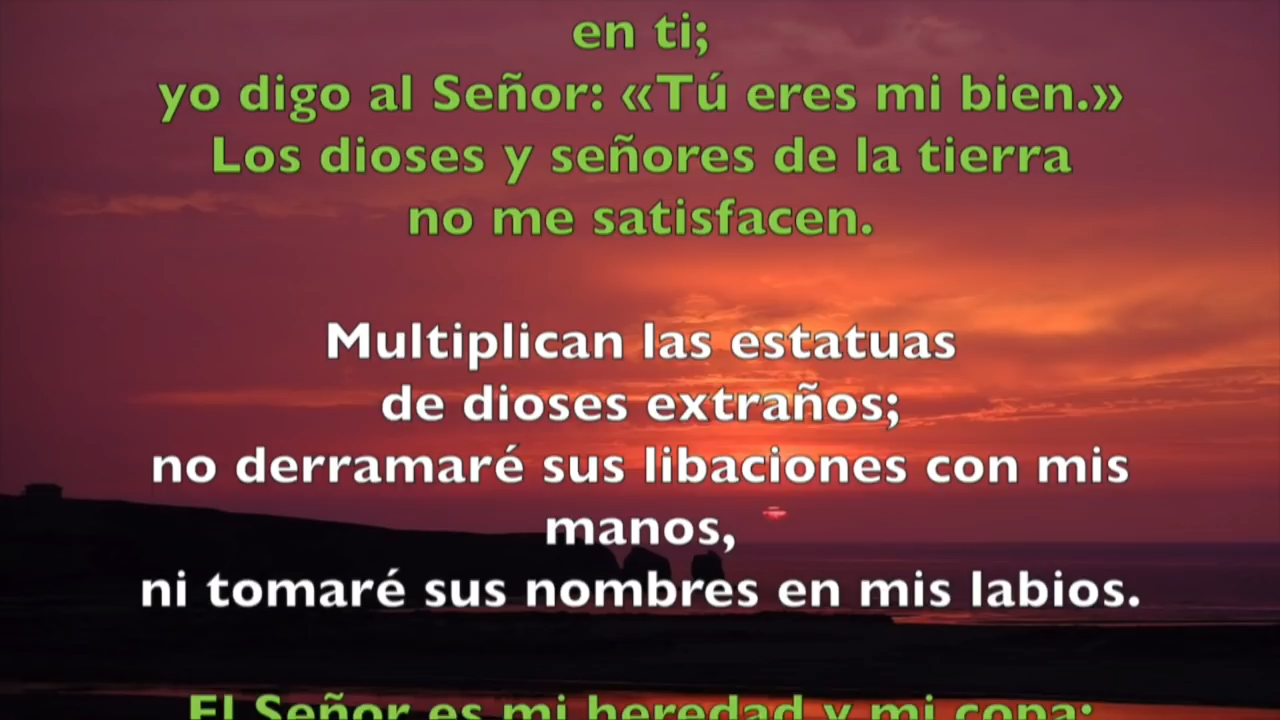 en ti;
yo digo al Señor: «Tú eres mi bien.»
Los dioses y señores de la tierra
no me satisfacen.
Multiplican las estatuas
de dioses extraños;
no derramaré sus libaciones con mis
manos,
ni tomaré sus nombres en mis labios.
El Señor es mi heredad y mi copa;